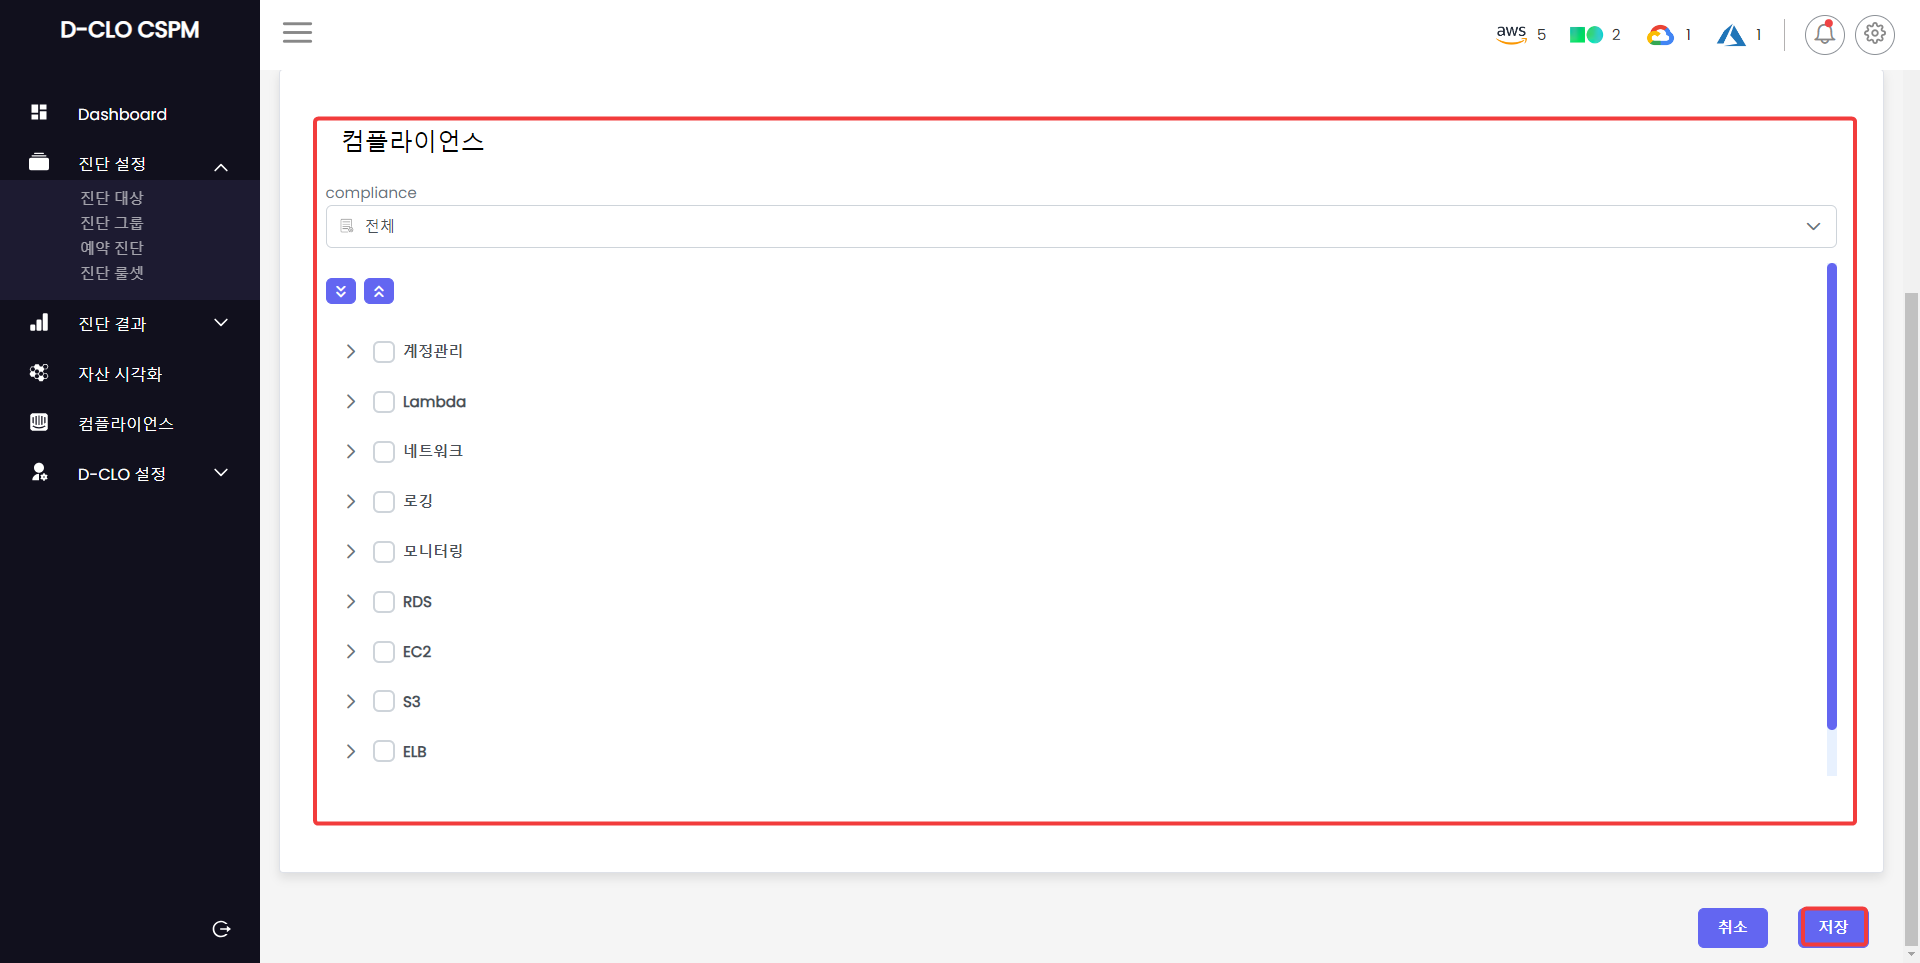 D-CLO CSPM
aws 5 2 1 1
Dashboard
진단 설정
진단 대상
진단 그룹
예약 진단
진단 룰셋
진단 결과
자산 시각화
컴플라이언스
D-CLO 설정
컴플라이언스
compliance
전체
계정관리
Lambda
네트워크
로깅
모니터링
RDS
EC2
S3
ELB
취소 저장